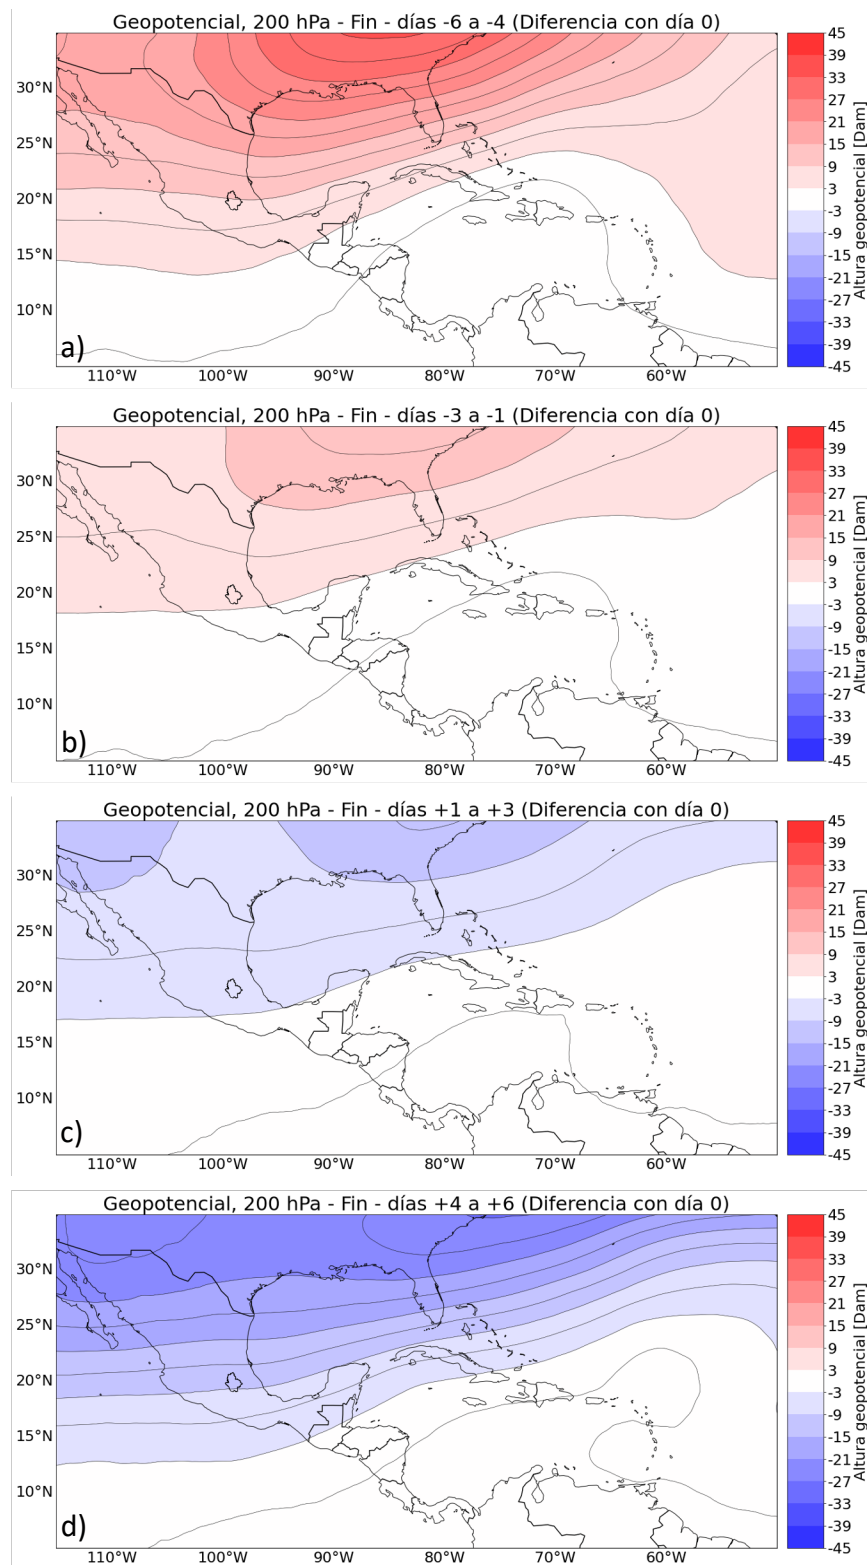 Geopotencial, 200 hPa - Fin - días -6 a -4 (Diferencia con día 0)
30°N
25°N
20°N
15°N
10°N
a)
110°W 100°W 90°W 80°W 70°W 60°W
45
39
33
27
21
15
9
3
-3
-9
-15
-21
-27
-33
-39
-45
Altura geopotencial [Dam]
Geopotencial, 200 hPa - Fin - días -3 a -1 (Diferencia con día 0)
30°N
25°N
20°N
15°N
10°N
b)
110°W 100°W 90°W 80°W 70°W 60°W
45
39
33
27
21
15
9
3
-3
-9
-15
-21
-27
-33
-39
-45
Altura geopotencial [Dam]
Geopotencial, 200 hPa - Fin - días +1 a +3 (Diferencia con día 0)
30°N
25°N
20°N
15°N
10°N
c)
110°W 100°W 90°W 80°W 70°W 60°W
45
39
33
27
21
15
9
3
-3
-9
-15
-21
-27
-33
-39
-45
Altura geopotencial [Dam]
Geopotencial, 200 hPa - Fin - días +4 a +6 (Diferencia con día 0)
30°N
25°N
20°N
15°N
10°N
d)
110°W 100°W 90°W 80°W 70°W 60°W
45
39
33
27
21
15
9
3
-3
-9
-15
-21
-27
-33
-39
-45
Altura geopotencial [Dam]